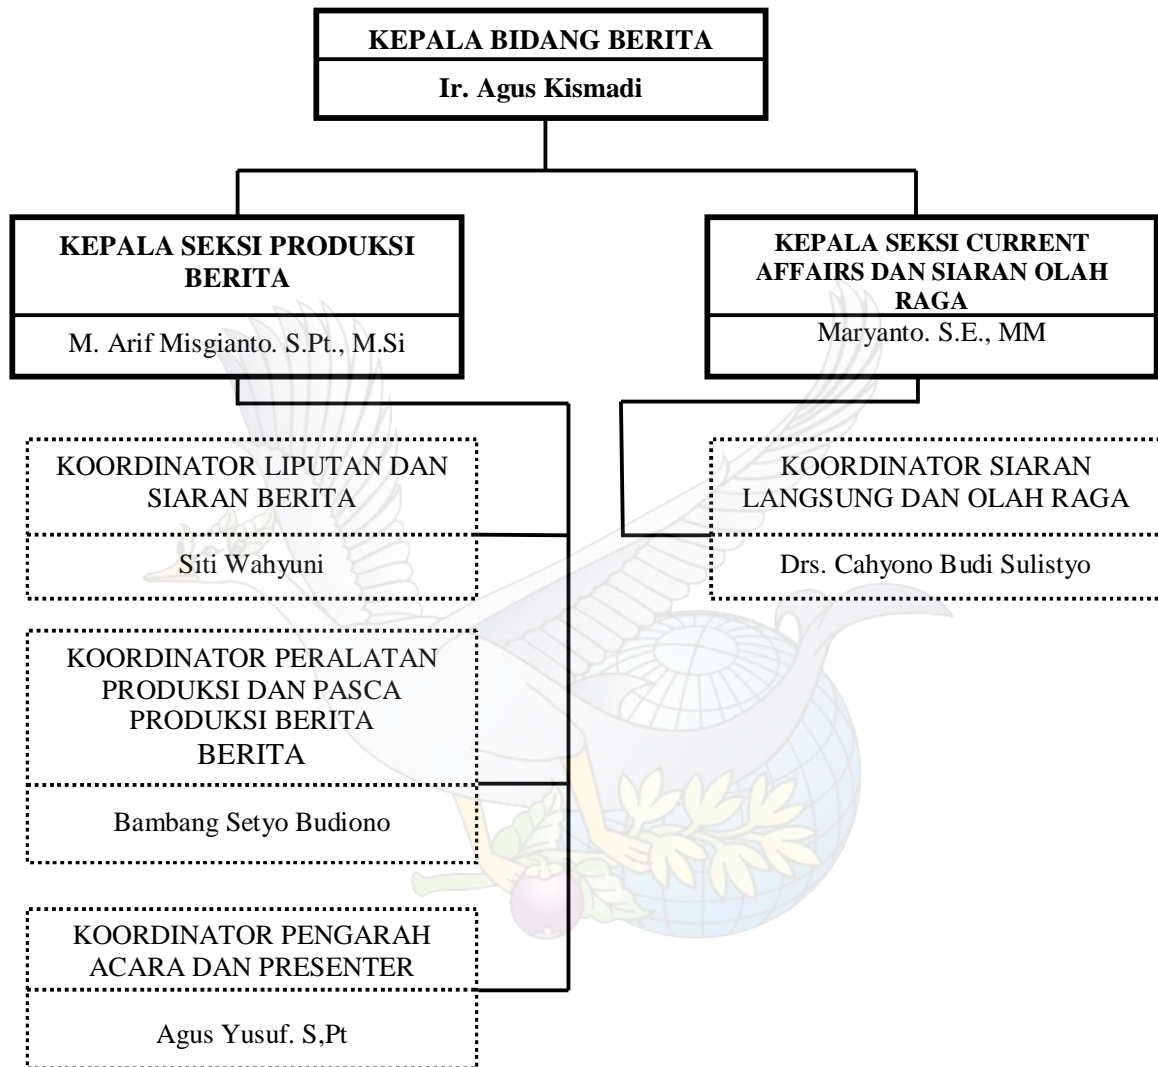 KEPALA BIDANG BERITA
Ir. Agus Kismadi
KEPALA SEKSI PRODUKSI
BERITA
M. Arif Misgianto. S.Pt., M.Si
KEPALA SEKSI CURRENT
AFFAIRS DAN SIARAN OLAH
RAGA
Maryanto. S.E., MM
KOORDINATOR LIPUTAN DAN
SIARAN BERITA
Siti Wahyuni
KOORDINATOR SIARAN
LANGSUNG DAN OLAH RAGA
Drs. Cahyono Budi Sulistyo
KOORDINATOR PERALATAN
PRODUKSI DAN PASCA
PRODUKSI BERITA
BERITA
Bambang Setyo Budiono
KOORDINATOR PENGARAH
ACARA DAN PRESENTER
Agus Yusuf. S,Pt